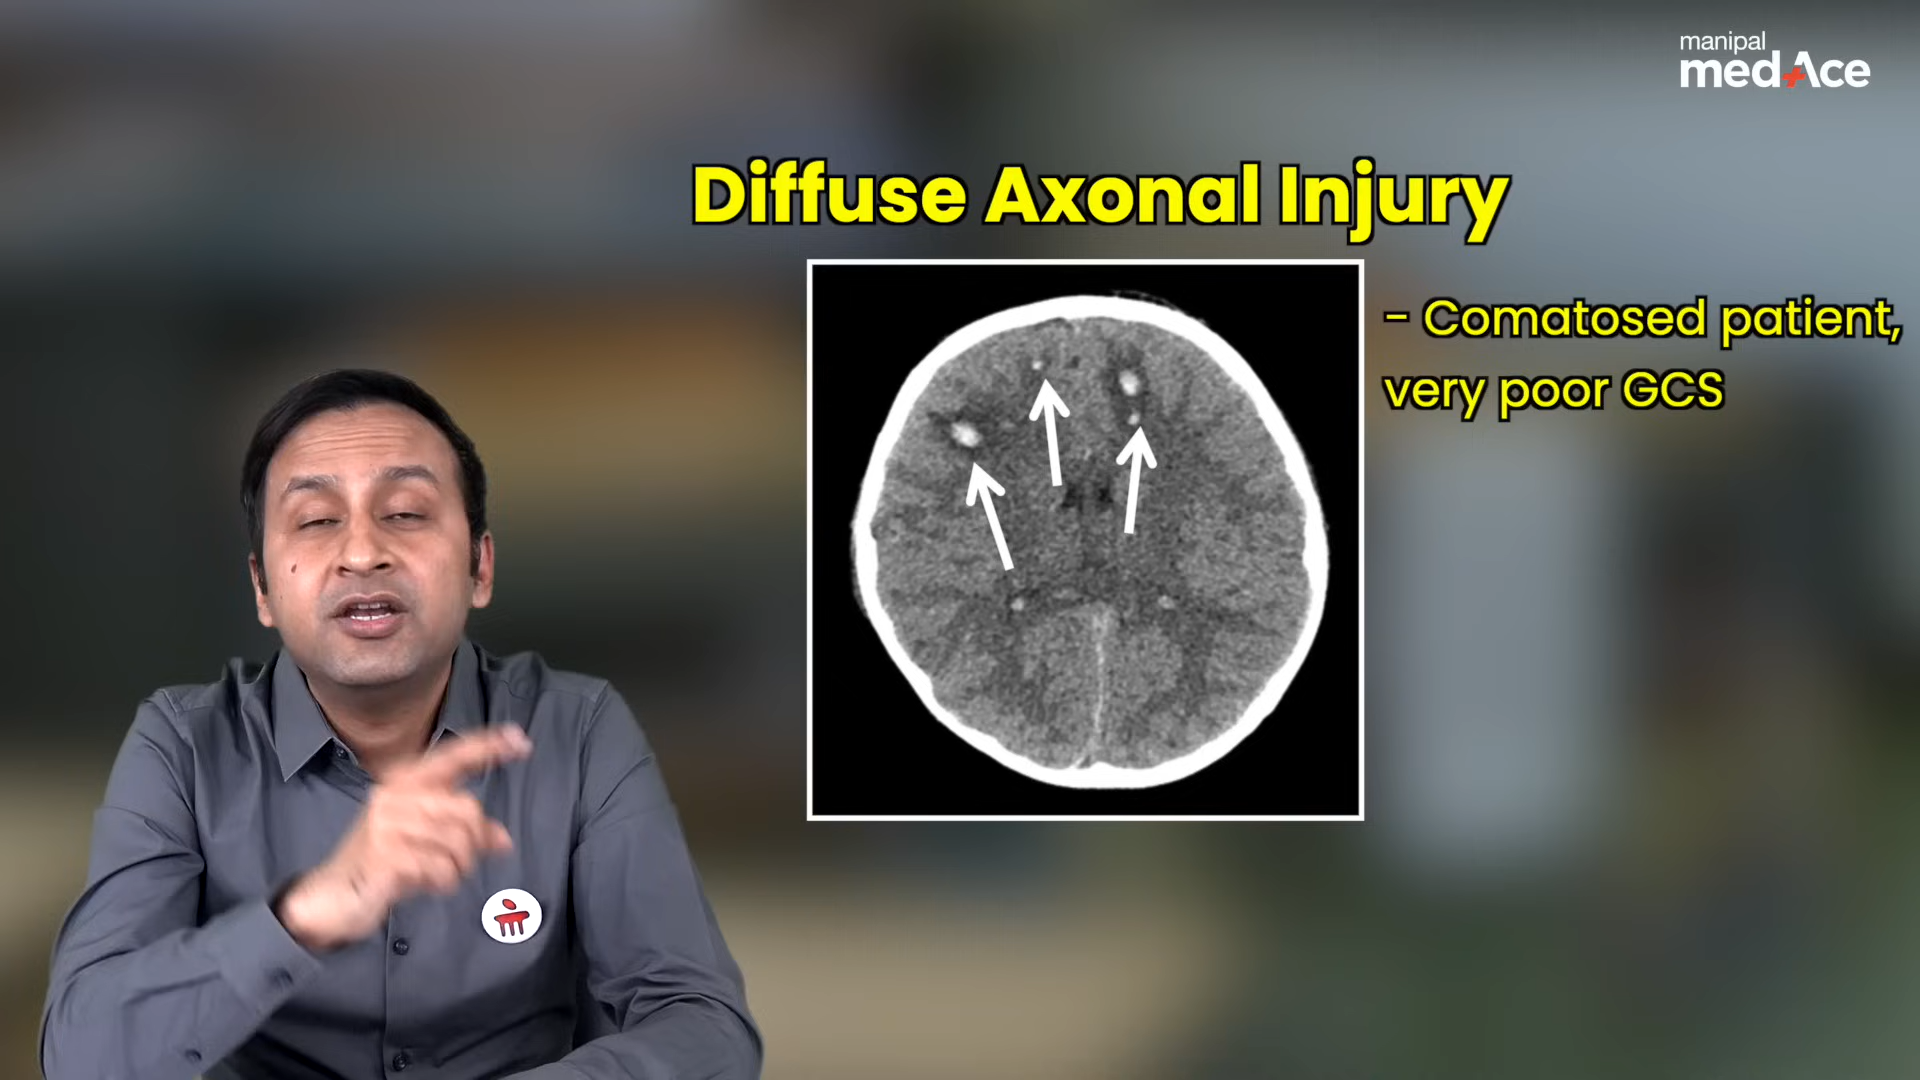 manipal
medAce
Diffuse Axonal Injury
- Comatosed patient,
very poor GCS